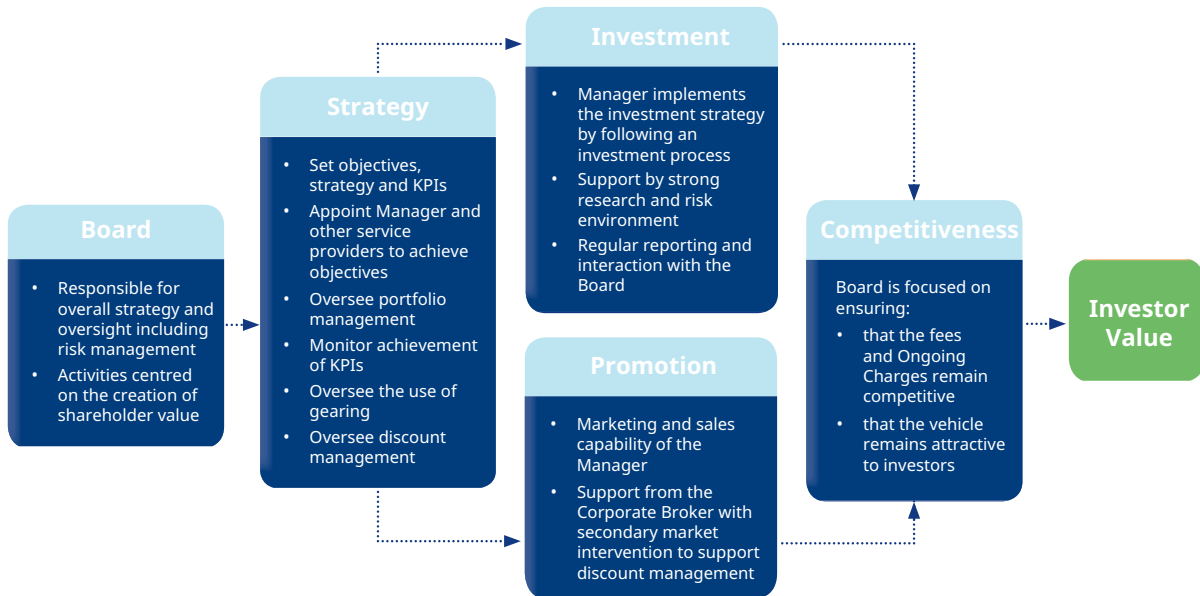 Board
• Responsible for
overall strategy and
oversight including
risk management
• Activities centred
on the creation of
shareholder value
Strategy
• Set objectives,
strategy and KPIs
• Appoint Manager and
other service
providers to achieve
objectives
• Oversee portfolio
management
• Monitor achievement
of KPIs
• Oversee the use of
gearing
• Oversee discount
management
Investment
• Manager implements
the investment strategy
by following an
investment process
• Support by strong
research and risk
environment
• Regular reporting and
interaction with the
Board
Promotion
• Marketing and sales
capability of the
Manager
• Support from the
Corporate Broker with
secondary market
intervention to support
discount management
Competitiveness
Board is focused on
ensuring:
• that the fees
and Ongoing
Charges remain
competitive
• that the vehicle
remains attractive
to investors
Investor
Value